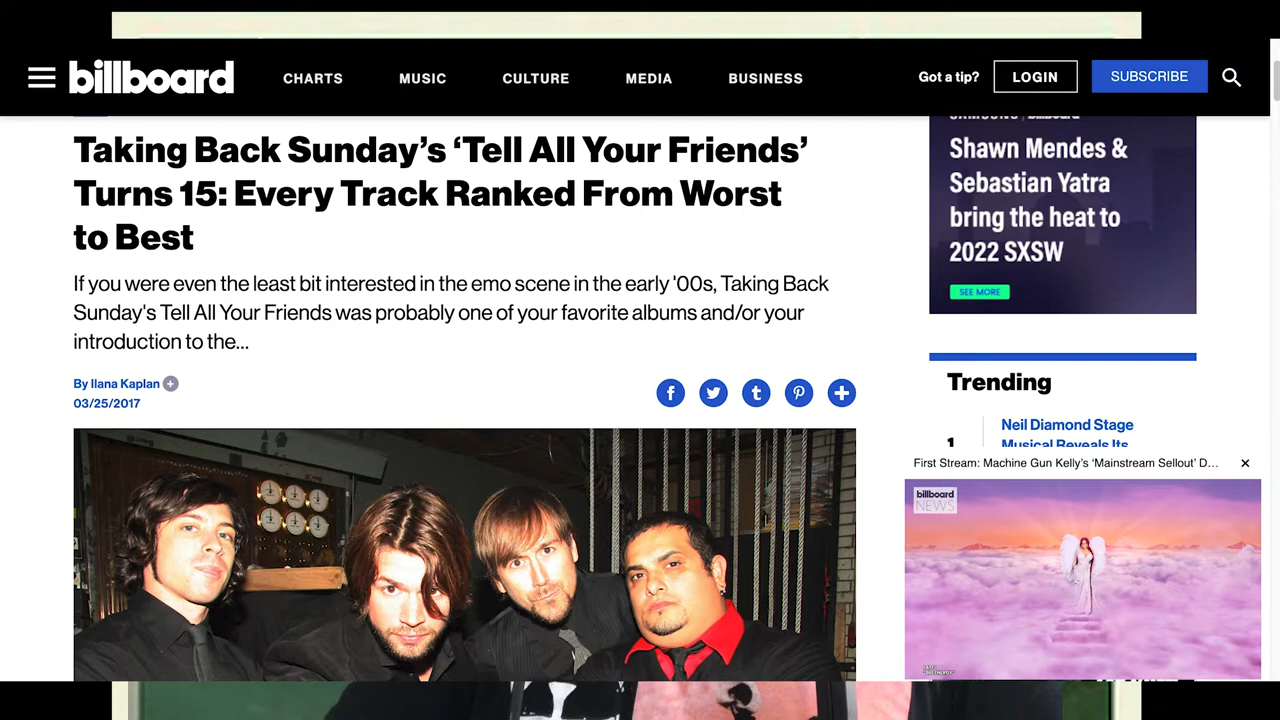 billboard
CHARTS
MUSIC
CULTURE
MEDIA
BUSINESS
Got a tip?
LOGIN
SUBSCRIBE
Taking Back Sunday's ‘Tell All Your Friends’
Turns 15: Every Track Ranked From Worst
to Best
If you were even the least bit interested in the emo scene in the early '00s, Taking Back
Sunday's Tell All Your Friends was probably one of your favorite albums and/or your
introduction to the...
By Ilana Kaplan
03/25/2017
Shawn Mendes &
Sebastian Yatra
bring the heat to
2022 SXSW
SEE MORE
Trending
1
Neil Diamond Stage
Musical Reveals Its
First Stream: Machine Gun Kelly's ‘Mainstream Sellout’ D...
billboard
NEWS